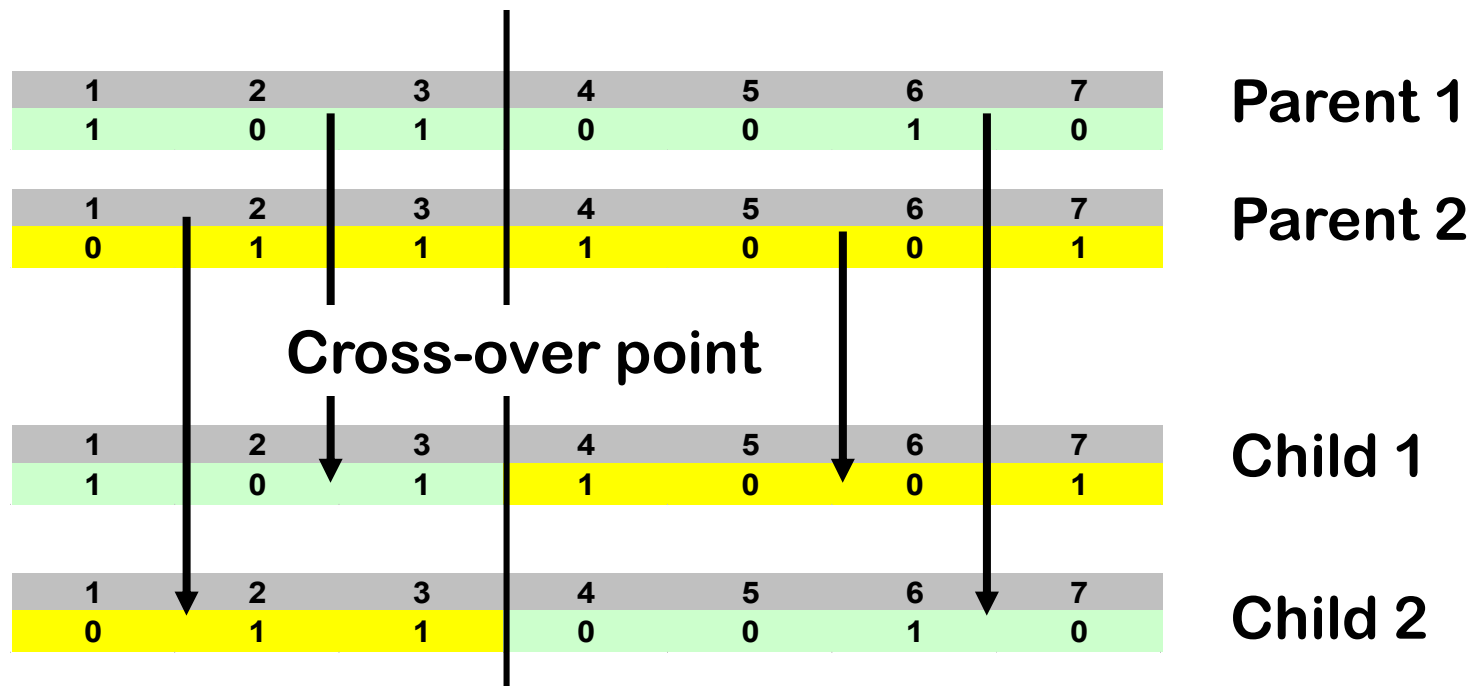 1 2 3 4 5 6 7
Parent 1
1 0 1 0 0 1 0
1 2 3 4 5 6 7
Parent 2
0 1 1 1 0 0 1
Cross-over point
1 2 3 4 5 6 7
Child 1
1 0 1 1 0 0 1
1 2 3 4 5 6 7
Child 2
0 1 1 0 0 1 0